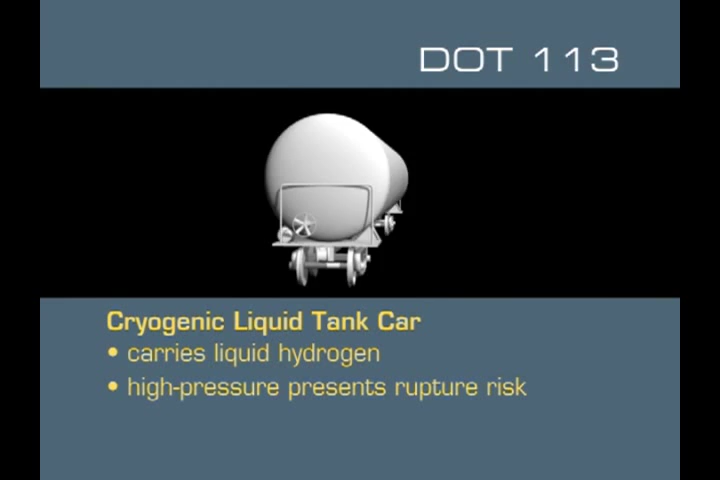 DOT 113
Cryogenic Liquid Tank Car
• carries liquid hydrogen
• high-pressure presents rupture risk